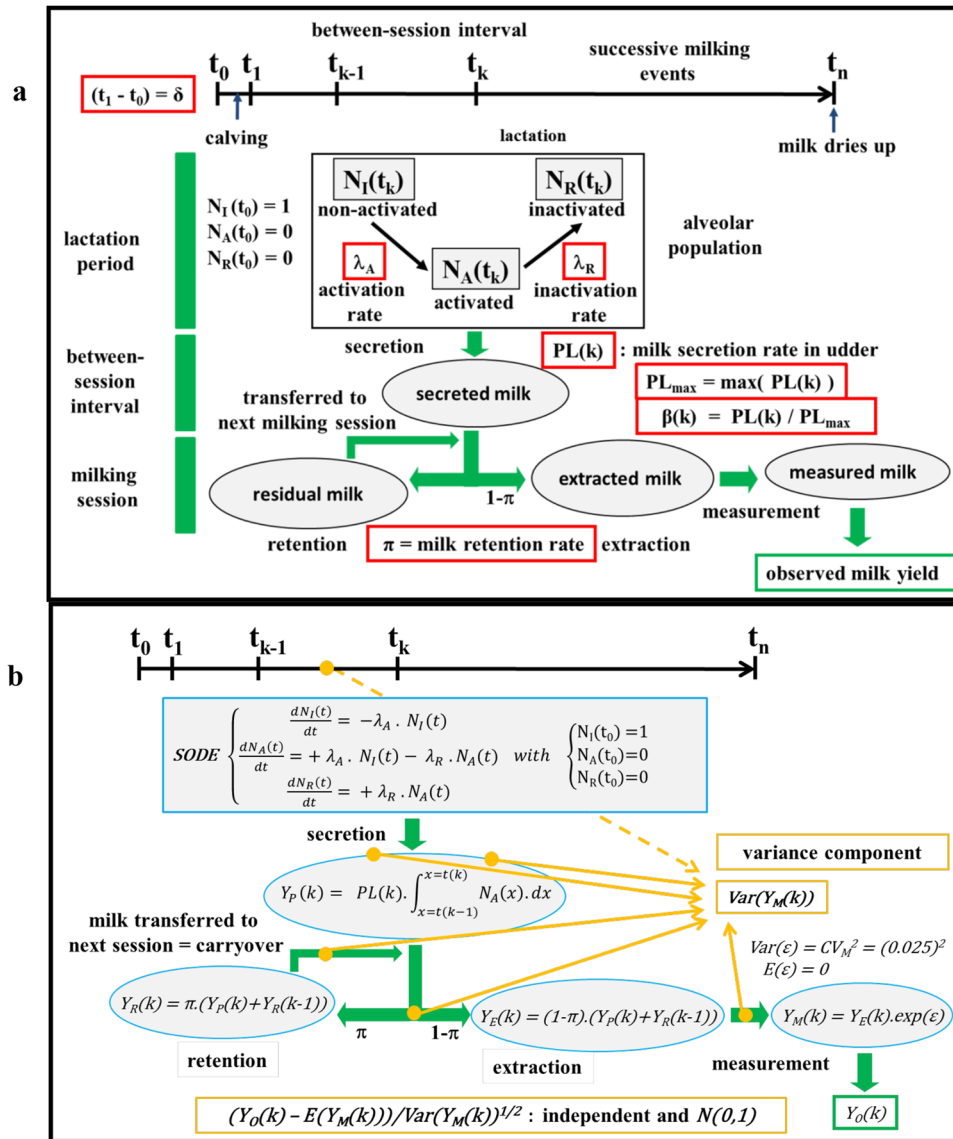 a
between-session interval
t0 t1 tk-1 tk successive milking events tn
(t1 - t0) = δ
calving
milk dries up
lactation
lactation period
NI (t0) = 1
NA(t0) = 0
NR(t0) = 0
NI(tk)
non-activated
NR(tk)
inactivated
λA
activation rate
NA(tk)
activated
λR
inactivation rate
alveolar population
between-session interval
secretion
PL(k) : milk secretion rate in udder
secreted milk
PLmax = max( PL(k) )
β(k) = PL(k) / PLmax
transferred to next milking session
milking session
residual milk
1-π
extracted milk
measured milk
measurement
retention
π = milk retention rate
extraction
observed milk yield
b
t0 t1 tk-1 tk tn
SODE { dNI(t)/dt = −λA . NI(t)
dNA(t)/dt = + λA . NI(t) − λR . NA(t) with
dNR(t)/dt = + λR . NA(t)
{ NI(t0)=1
NA(t0)=0
NR(t0)=0
secretion
YP(k) = PL(k). ∫x=t(k-1)x=t(k) NA(x). dx
variance component
Var(YM(k))
milk transferred to
next session = carryover
Var(ε) = CVM2 = (0.025)2
E(ε) = 0
YR(k) = π.(YP(k)+YR(k-1))
π
1-π
YE(k) = (1-π).(YP(k)+YR(k-1))
YM(k) = YE(k).exp(ε)
retention
extraction
measurement
(YO(k) – E(YM(k)))/Var(YM(k))1/2 : independent and N(0,1)
YO(k)